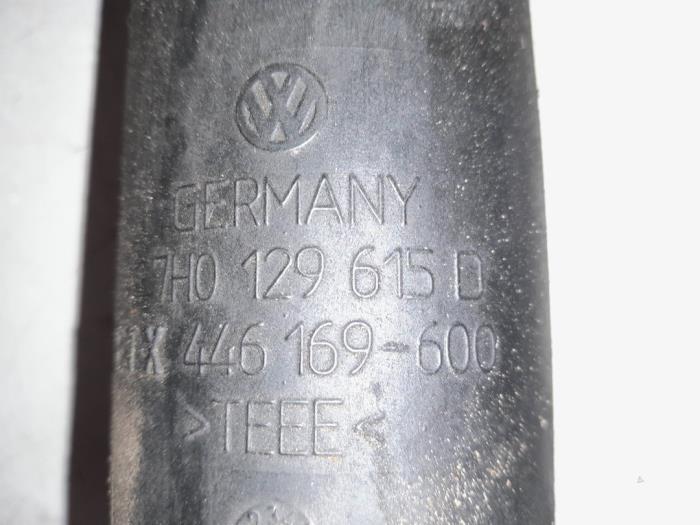 GERMANY
7H0 129 615 D
1X 446 169-600
>TEEE<